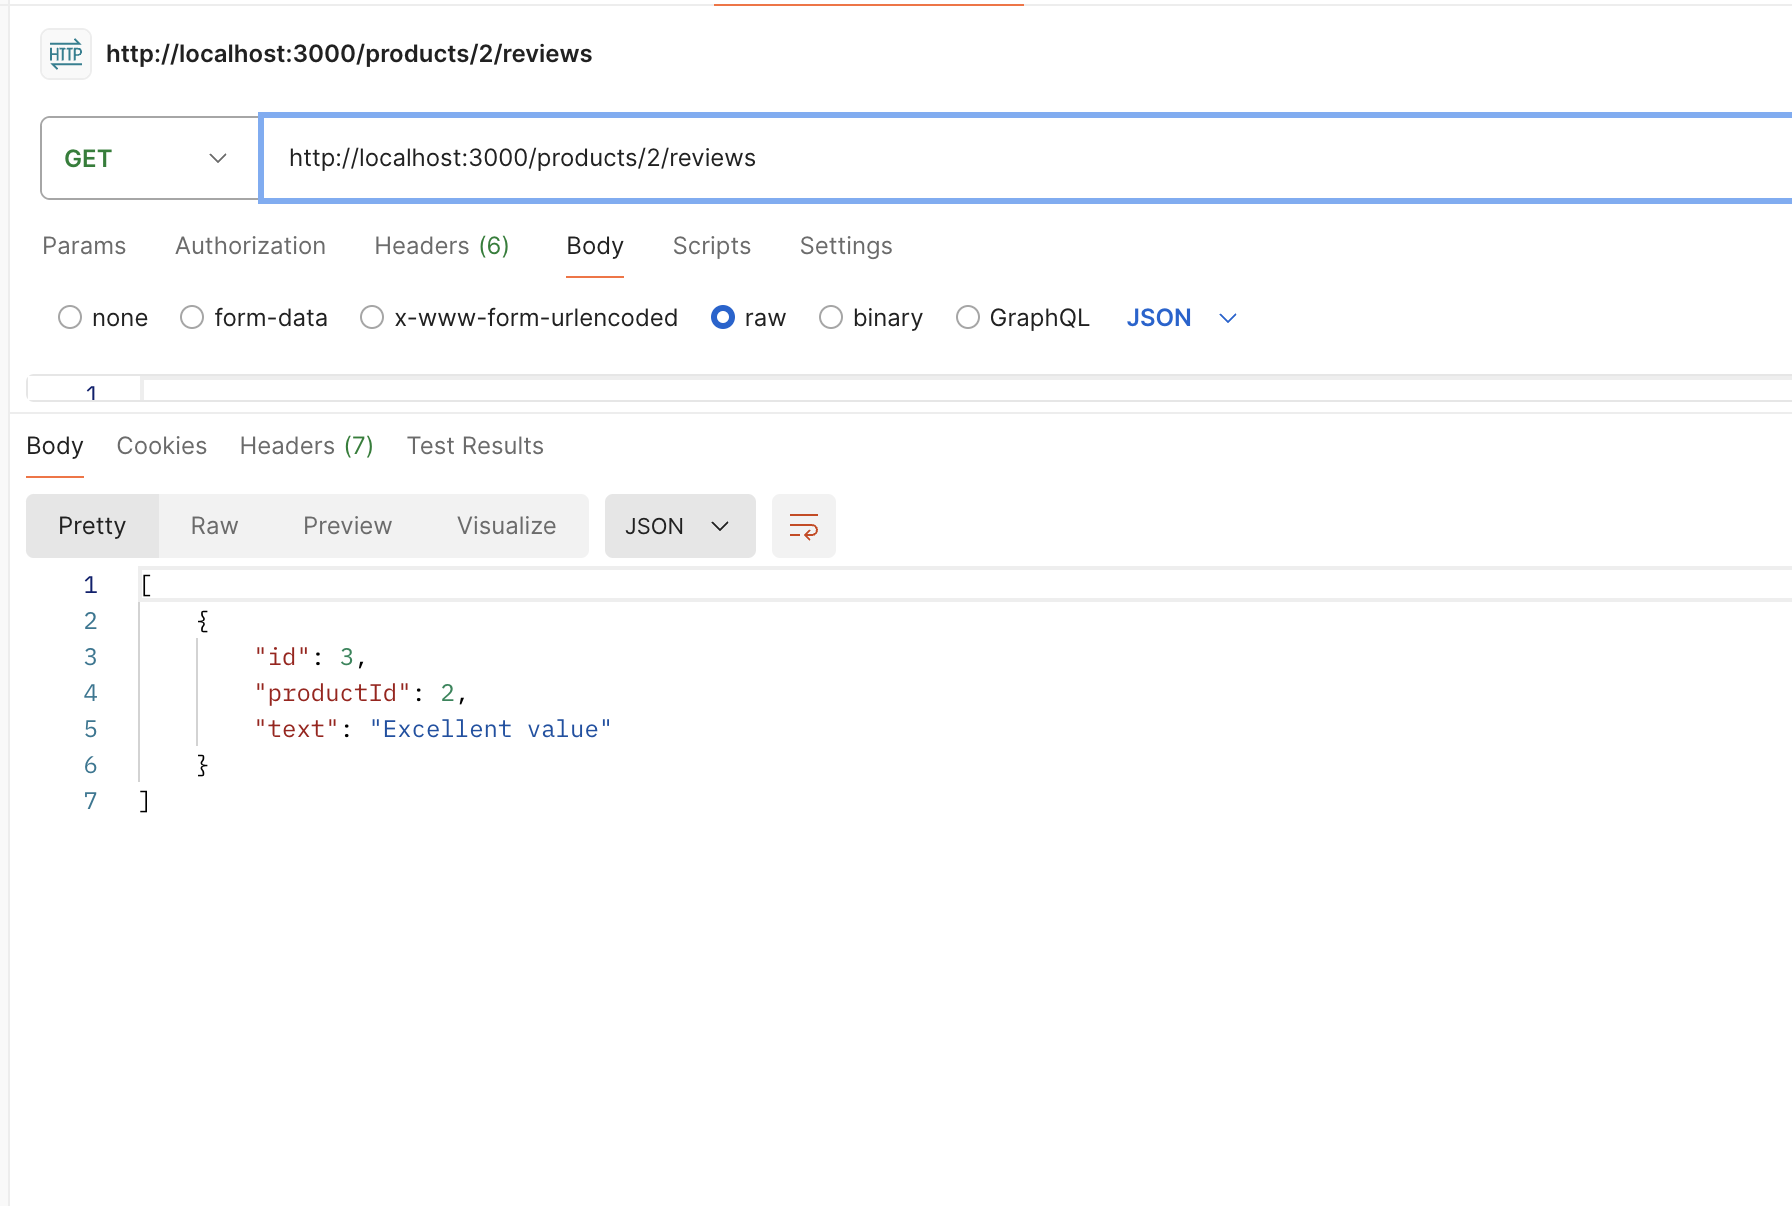 HTTP http://localhost:3000/products/2/reviews
GET http://localhost:3000/products/2/reviews
Params Authorization Headers (6) Body Scripts Settings
none form-data x-www-form-urlencoded raw binary GraphQL JSON
1
Body Cookies Headers (7) Test Results
Pretty Raw Preview Visualize JSON
1 [
2 {
3 "id": 3,
4 "productId": 2,
5 "text": "Excellent value"
6 }
7 ]